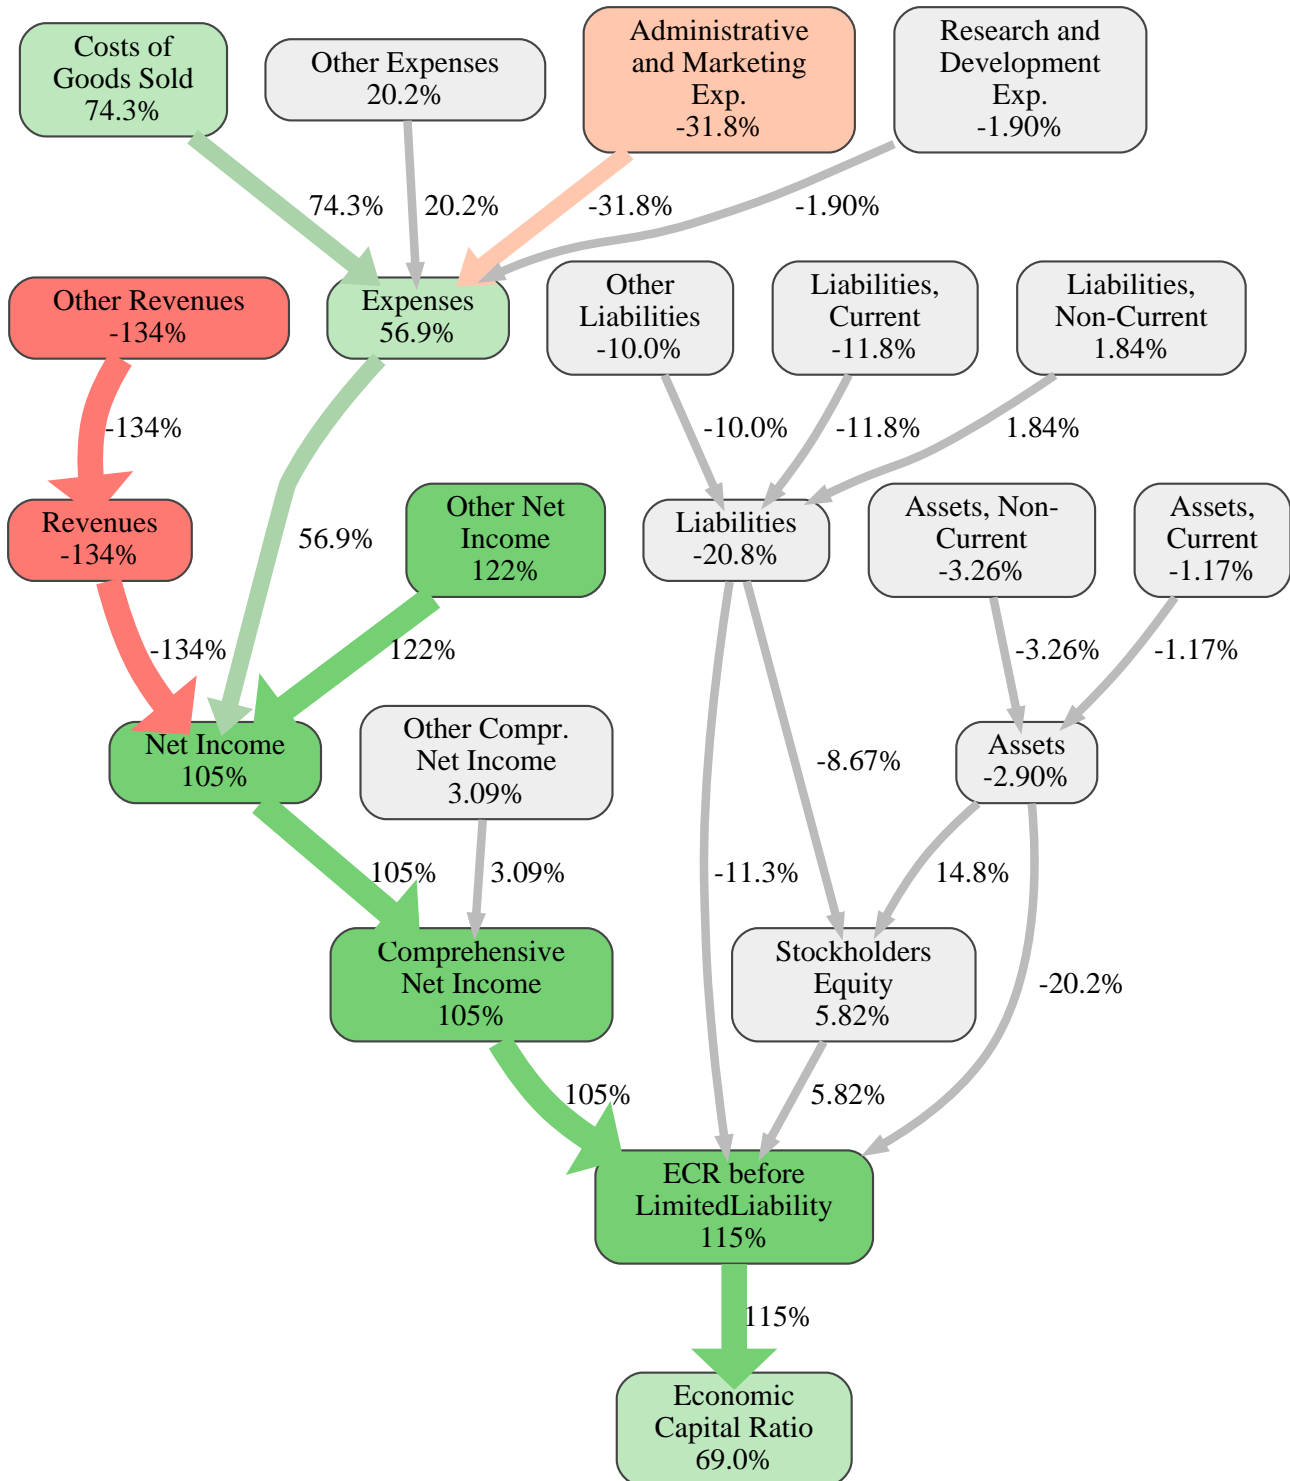 Costs of
Goods Sold
74.3%
Other Expenses
20.2%
Administrative
and Marketing
Exp.
-31.8%
Research and
Development
Exp.
-1.90%
74.3%
20.2%
-31.8%
-1.90%
Other Revenues
-134%
Expenses
56.9%
Other
Liabilities
-10.0%
Liabilities,
Current
-11.8%
Liabilities,
Non-Current
1.84%
-134%
-10.0%
-11.8%
1.84%
Revenues
-134%
56.9%
Other Net
Income
122%
Liabilities
-20.8%
Assets, Non-
Current
-3.26%
Assets,
Current
-1.17%
-134%
122%
-3.26%
-1.17%
Net Income
105%
Other Compr.
Net Income
3.09%
-8.67%
Assets
-2.90%
105%
3.09%
-11.3%
14.8%
Comprehensive
Net Income
105%
Stockholders
Equity
5.82%
-20.2%
105%
5.82%
ECR before
LimitedLiability
115%
115%
Economic
Capital Ratio
69.0%